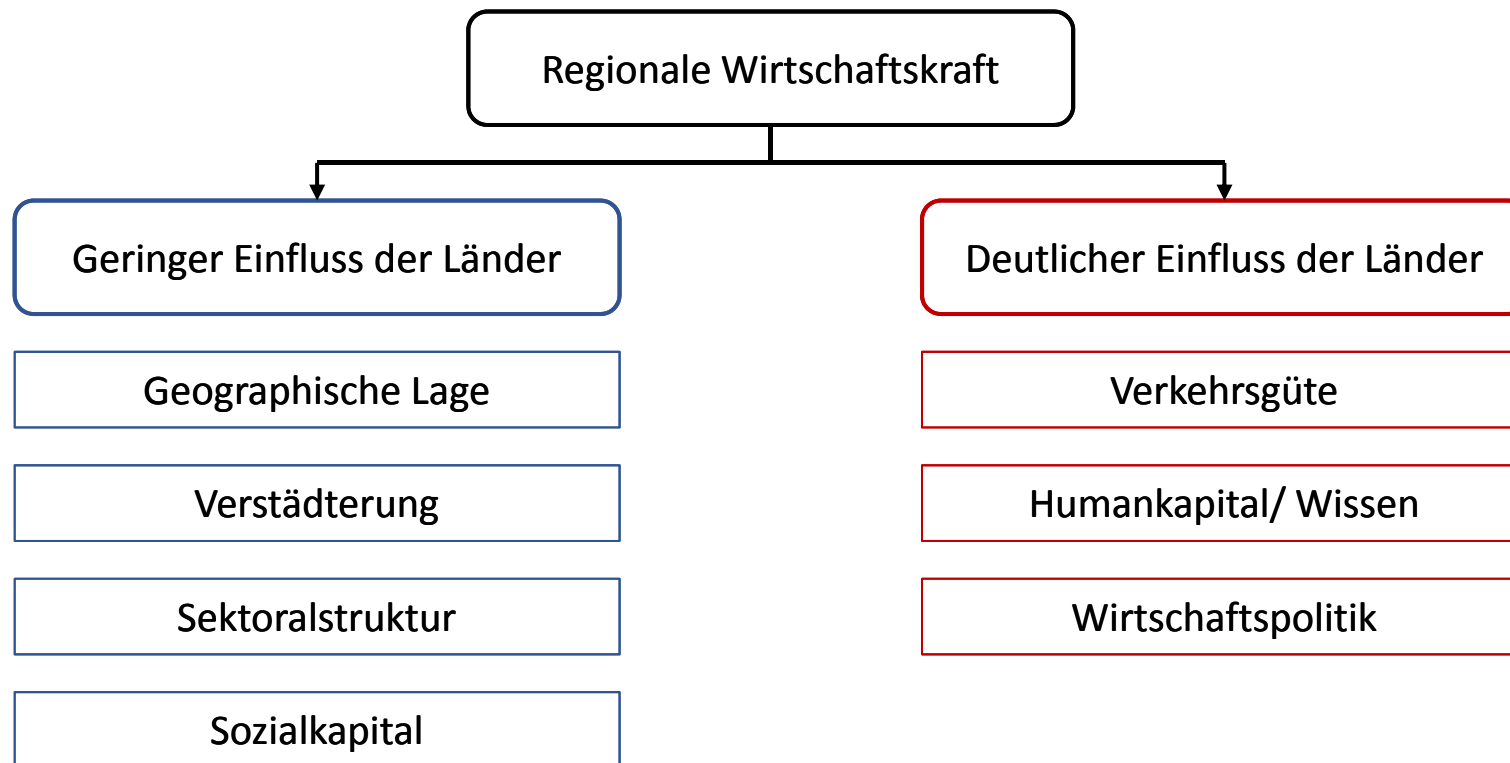 Regionale Wirtschaftskraft
Geringer Einfluss der Länder
Deutlicher Einfluss der Länder
Geographische Lage
Verkehrsgüte
Verstädterung
Humankapital/ Wissen
Sektoralstruktur
Wirtschaftspolitik
Sozialkapital